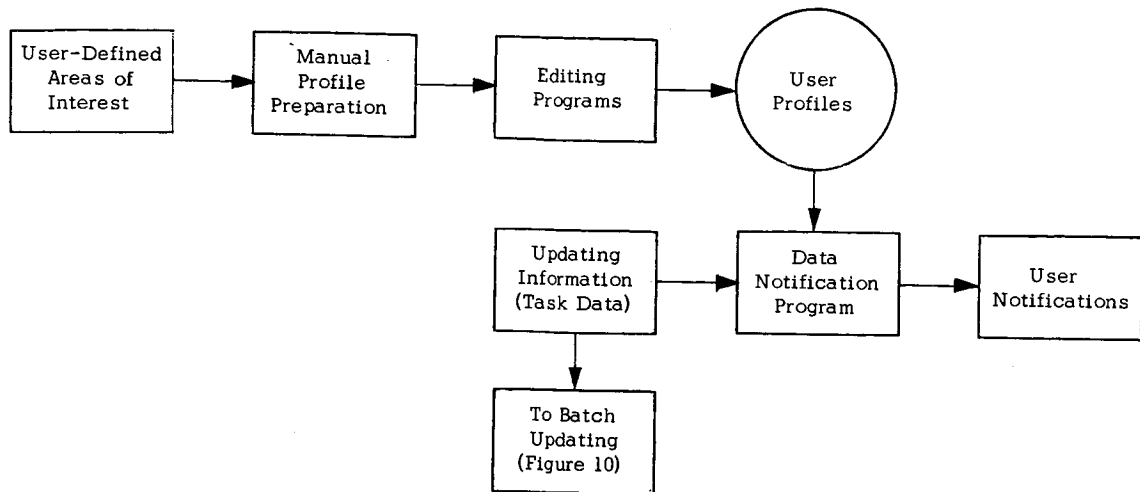 User-Defined
Areas of
Interest
Manual
Profile
Preparation
Editing
Programs
User
Profiles
Updating
Information
(Task Data)
Data
Notification
Program
User
Notifications
To Batch
Updating
(Figure 10)